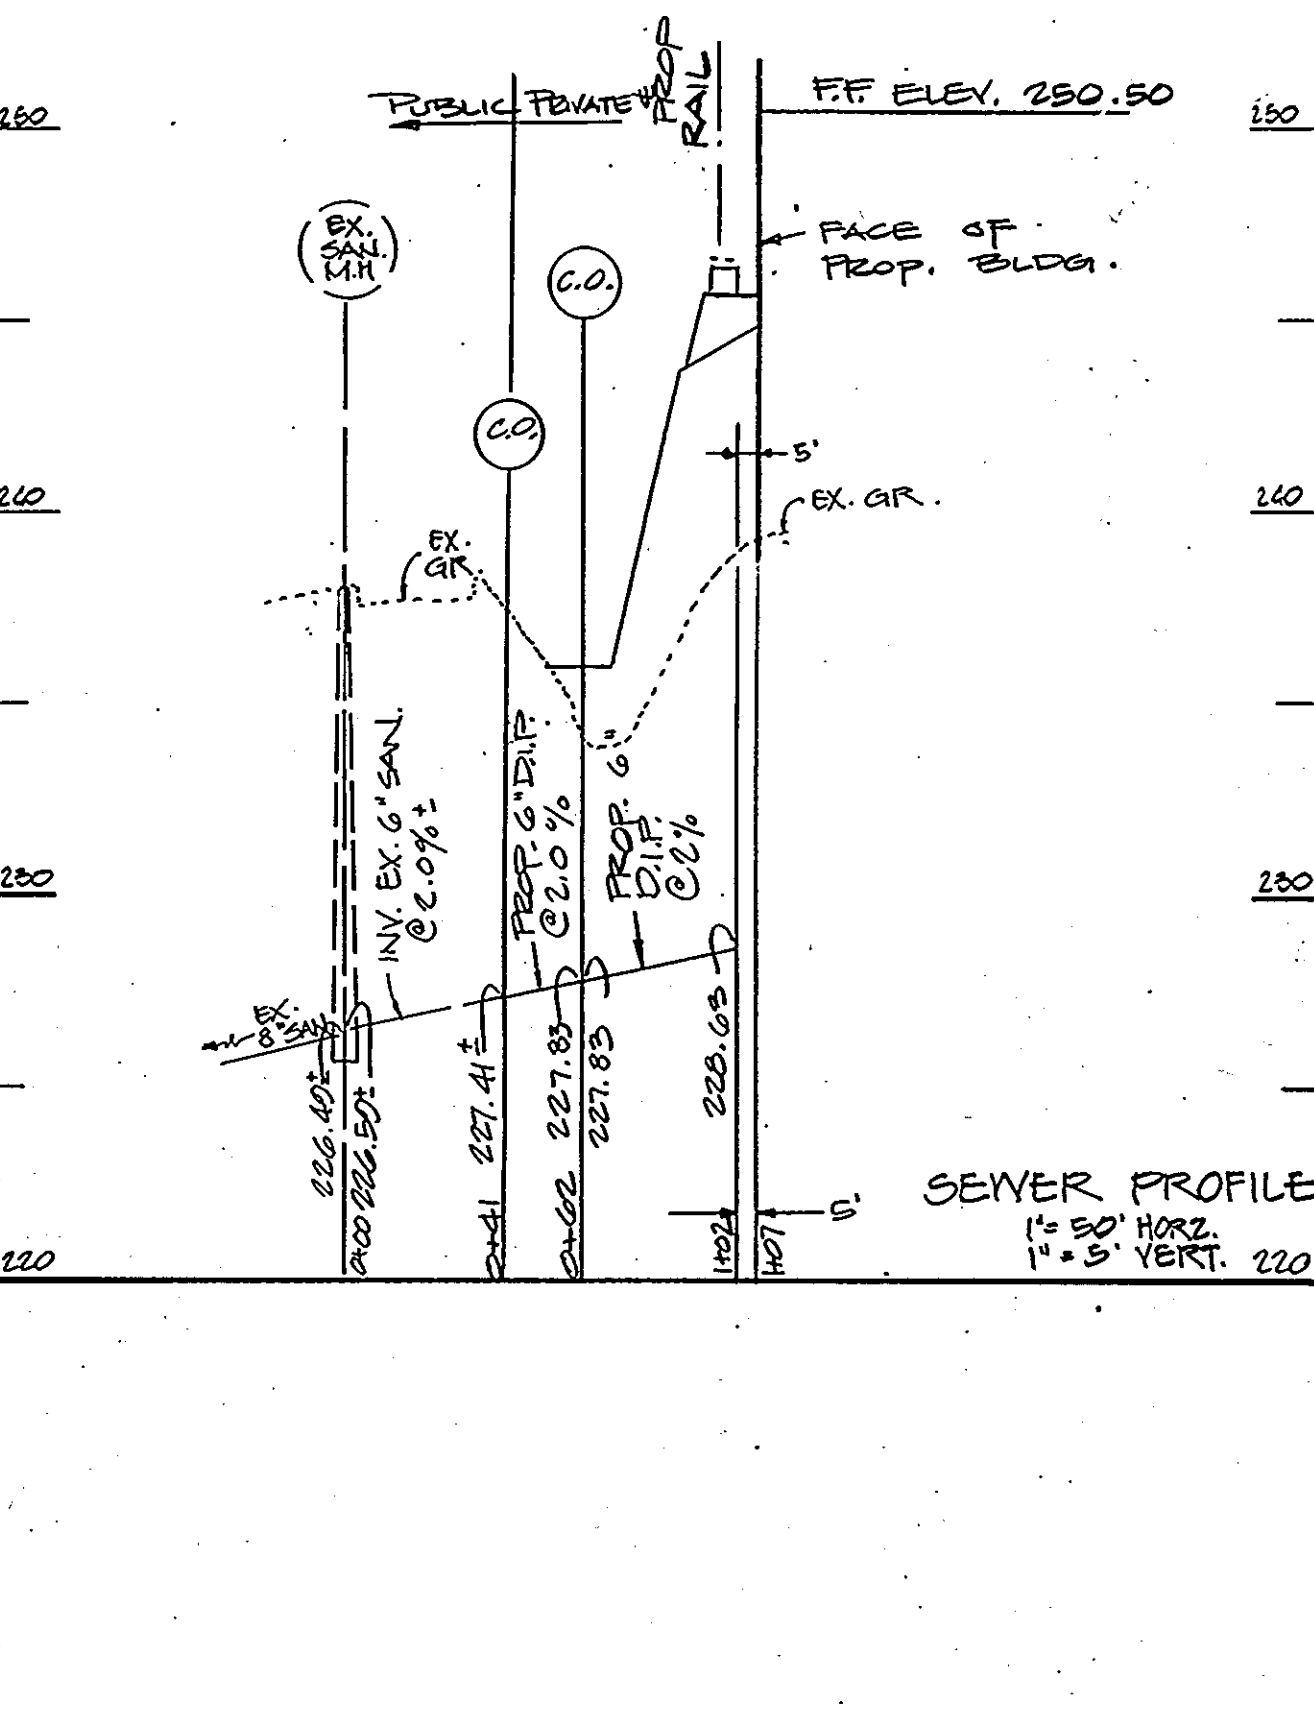 PROP
RAIL
PUBLIC PRIVATE
F.F. ELEV. 250.50
250
250
EX.
SAN.
M.H
C.O.
FACE OF
PROP. BLDG.
C.O.
5'
EX. GR.
240
240
EX.
GR.
INV. EX. 6" SAN.
@ 2.0% ±
PROP. 6" D.I.P.
@ 2.0%
PROP. 6"
D.I.P.
@ 2%
230
230
EX.
8" SAN.
226.40±
0+00 226.50±
0+41 227.41±
0+62 227.83
227.83
228.63
1+02
1+07
5'
SEWER PROFILE
1"= 50' HORZ.
1" = 5' VERT.
220
220